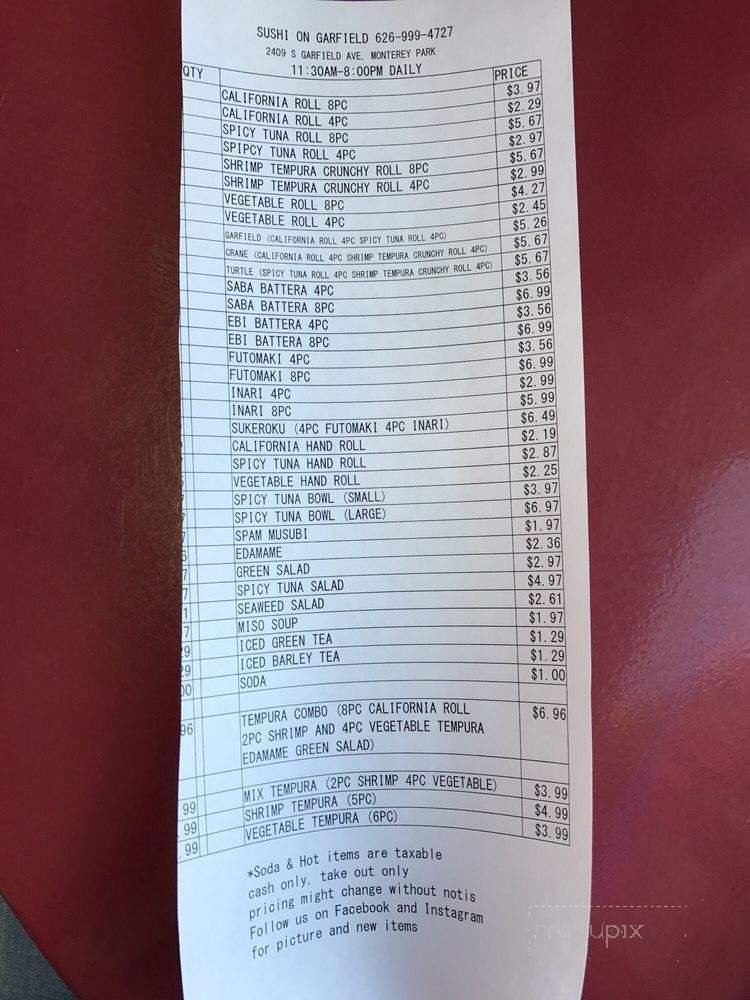 SUSHI ON GARFIELD 626-999-4727
2409 S GARFIELD AVE, MONTEREY PARK
11:30AM-8:00PM DAILY
QTY PRICE
CALIFORNIA ROLL 8PC $3.97
CALIFORNIA ROLL 4PC $2.29
SPICY TUNA ROLL 8PC $5.67
SPIPCY TUNA ROLL 4PC $2.97
SHRIMP TEMPURA CRUNCHY ROLL 8PC $5.67
SHRIMP TEMPURA CRUNCHY ROLL 4PC $2.99
VEGETABLE ROLL 8PC $4.27
VEGETABLE ROLL 4PC $2.45
GARFIELD (CALIFORNIA ROLL 4PC SPICY TUNA ROLL 4PC) $5.26
CRANE (CALIFORNIA ROLL 4PC SHRIMP TEMPURA CRUNCHY ROLL 4PC) $5.67
TURTLE (SPICY TUNA ROLL 4PC SHRIMP TEMPURA CRUNCHY ROLL 4PC) $5.67
SABA BATTERA 4PC $3.56
SABA BATTERA 8PC $6.99
EBI BATTERA 4PC $3.56
EBI BATTERA 8PC $6.99
FUTOMAKI 4PC $3.56
FUTOMAKI 8PC $6.99
INARI 4PC $2.99
INARI 8PC $5.99
SUKEROKU (4PC FUTOMAKI 4PC INARI) $6.49
CALIFORNIA HAND ROLL $2.19
SPICY TUNA HAND ROLL $2.87
VEGETABLE HAND ROLL $2.25
SPICY TUNA BOWL (SMALL) $3.97
SPICY TUNA BOWL (LARGE) $6.97
SPAM MUSUBI $1.97
EDAMAME $2.36
GREEN SALAD $2.97
SPICY TUNA SALAD $4.97
SEAWEED SALAD $2.61
MISO SOUP $1.97
ICED GREEN TEA $1.29
ICED BARLEY TEA $1.29
SODA $1.00
TEMPURA COMBO (8PC CALIFORNIA ROLL $6.96
2PC SHRIMP AND 4PC VEGETABLE TEMPURA
EDAMAME GREEN SALAD)
MIX TEMPURA (2PC SHRIMP 4PC VEGETABLE) $3.99
SHRIMP TEMPURA (5PC) $4.99
VEGETABLE TEMPURA (6PC) $3.99
*Soda & Hot items are taxable
cash only, take out only
pricing might change without notis
Follow us on Facebook and Instagram
for picture and new items